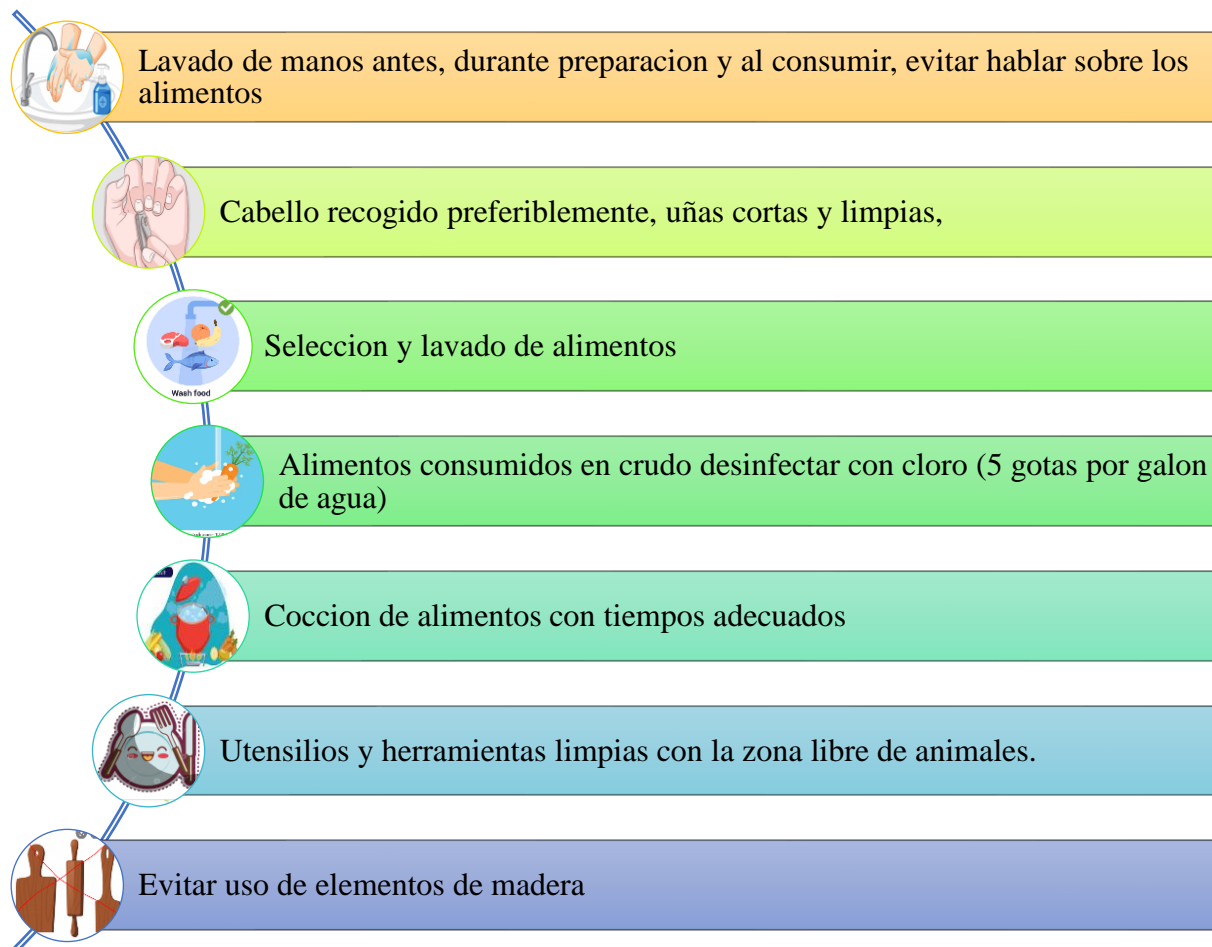 Lavado de manos antes, durante preparacion y al consumir, evitar hablar sobre los
alimentos
Cabello recogido preferiblemente, uñas cortas y limpias,
Seleccion y lavado de alimentos
Wash food
Alimentos consumidos en crudo desinfectar con cloro (5 gotas por galon
de agua)
Coccion de alimentos con tiempos adecuados
Utensilios y herramientas limpias con la zona libre de animales.
Evitar uso de elementos de madera